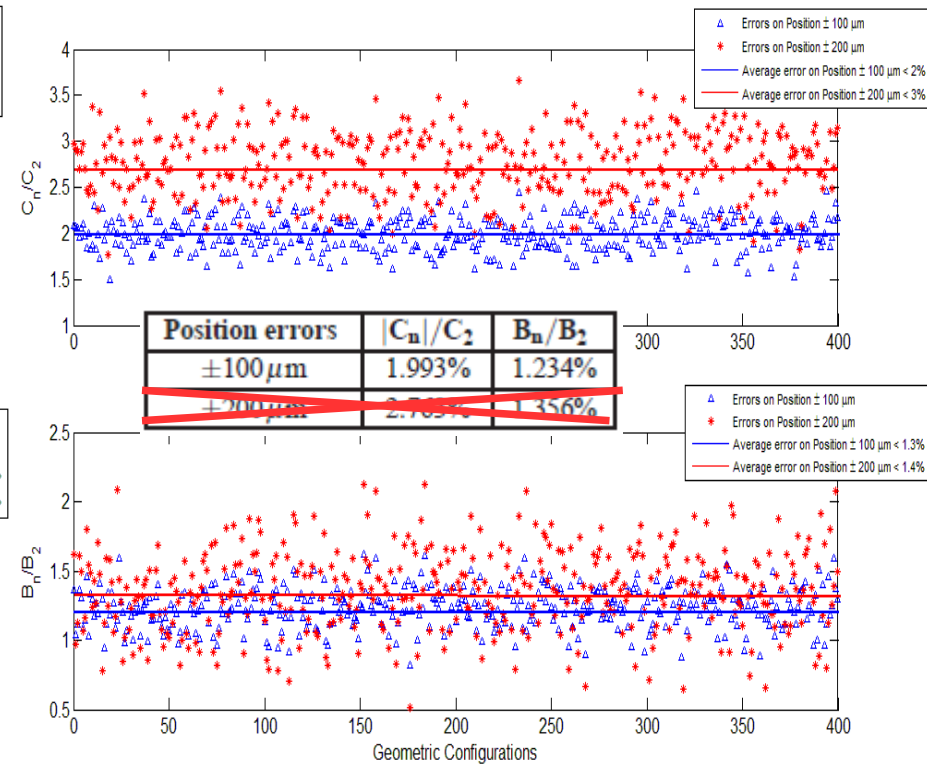 Errors on Position ± 100 µm
Errors on Position ± 200 µm
Average error on Position ± 100 µm < 2%
Average error on Position ± 200 µm < 3%
4
3.5
3
2.5
2
1.5
1
Cn/C2
0
300
350
400
Position errors |Cn|/C2 Bn/B2
±100µm 1.993% 1.234%
±200µm 1.356%
Errors on Position ± 100 µm
Errors on Position ± 200 µm
Average error on Position ± 100 µm < 1.3%
Average error on Position ± 200 µm < 1.4%
2.5
2
1.5
1
0.5
Bn/B2
0 50 100 150 200 250 300 350 400
Geometric Configurations